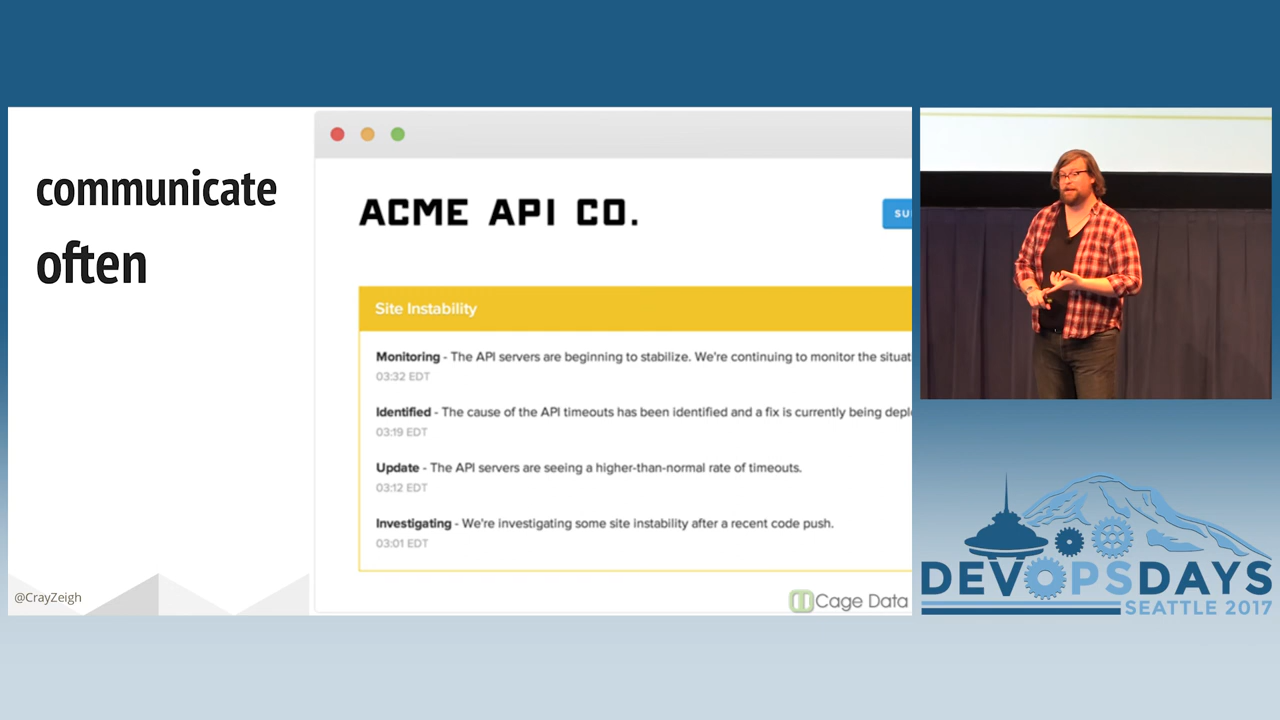 communicate
often
@CrayZeigh
ACME API CO.
SU
Site Instability
Monitoring - The API servers are beginning to stabilize. We're continuing to monitor the situat
03:32 EDT
Identified - The cause of the API timeouts has been identified and a fix is currently being depl
03:19 EDT
Update - The API servers are seeing a higher-than-normal rate of timeouts.
03:12 EDT
Investigating - We're investigating some site instability after a recent code push.
03:01 EDT
Cage Data
DEVOPSDAYS
SEATTLE 2017